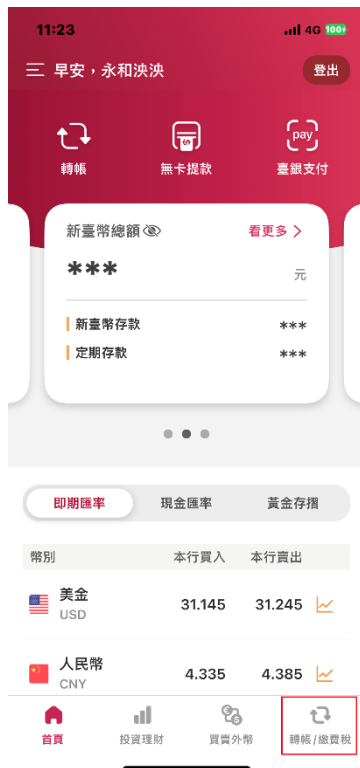 11:23
4G 100
早安，永和泱泱
登出
pay
轉帳
無卡提款
臺銀支付
新臺幣總額
看更多
***
元
新臺幣存款 ***
定期存款 ***
即期匯率
現金匯率
黃金存摺
幣別 本行買入 本行賣出
美金
USD
31.145 31.245
人民幣
CNY
4.335 4.385
首頁
投資理財
買賣外幣
轉帳/繳費稅